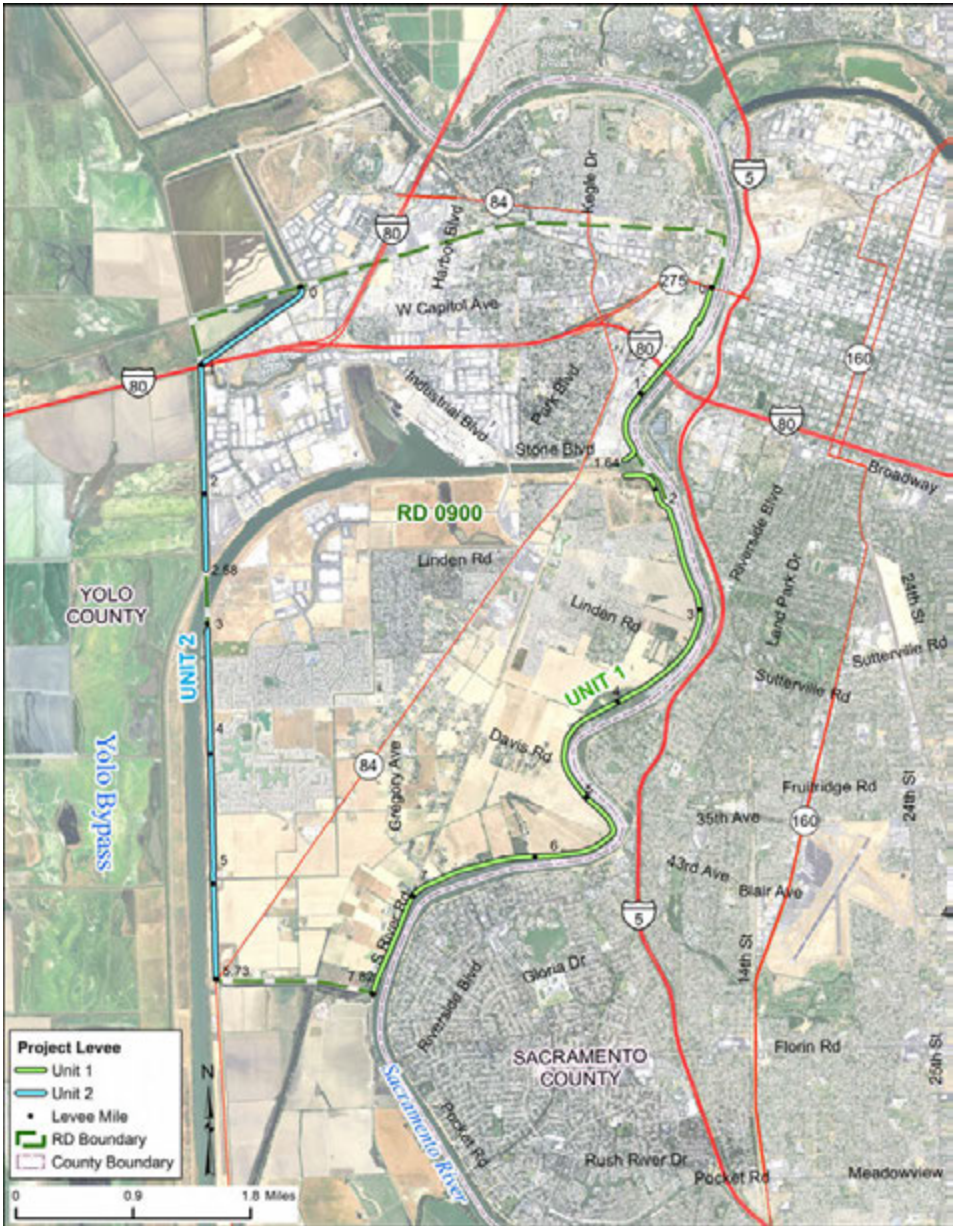 5
Kegle Dr
84
80
Harbor Blvd
275
0
0
W Capitol Ave
80
160
1
80
1
Industrial Blvd
Park Blvd
80
Stone Blvd
1.64
Broadway
2
2
RD 0900
Riverside Blvd
Linden Rd
2.58
Land Park Dr
24th St
YOLO
COUNTY
Linden Rd
3
3
Sutterville Rd
UNIT 2
UNIT 1
Sutterville Rd
4
4
Davis Rd
84
Gregory Ave
Yolo Bypass
5
Fruitridge Rd
24th St
35th Ave
160
6
43rd Ave
5
7
Blair Ave
S River Rd
5
14th St
5.73
7.82
Riverside Blvd
Gloria Dr
Project Levee
Unit 1
Unit 2
Levee Mile
RD Boundary
County Boundary
N
SACRAMENTO
COUNTY
Florin Rd
25th St
Sacramento River
Pocket Rd
Rush River Dr
Pocket Rd
Meadowview
0 0.9 1.8 Miles